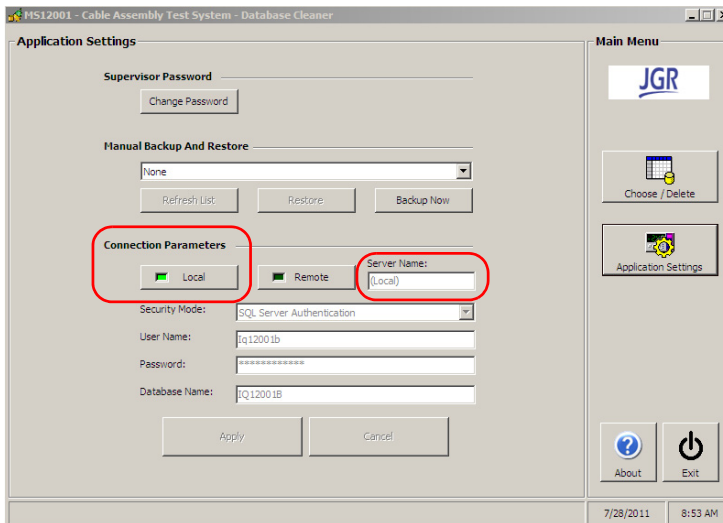 MS12001 - Cable Assembly Test System - Database Cleaner
Application Settings
Main Menu
JGR
Supervisor Password
Change Password
Manual Backup And Restore
None
Refresh List
Restore
Backup Now
Choose / Delete
Connection Parameters
Local
Remote
Server Name:
(Local)
Application Settings
Security Mode:
SQL Server Authentication
User Name:
Iq12001b
Password:
************
Database Name:
IQ12001B
Apply
Cancel
About
Exit
7/28/2011
8:53 AM